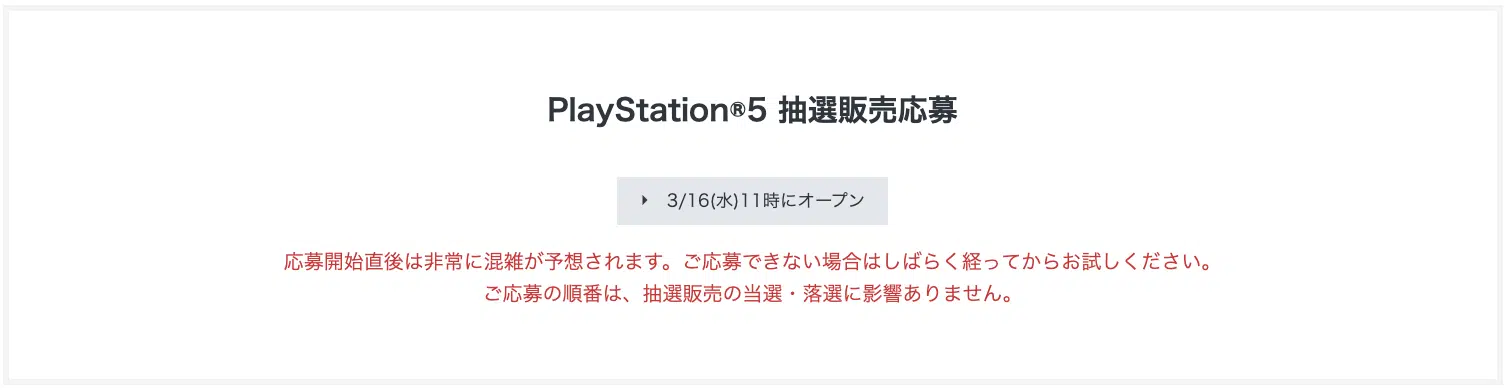 PlayStation®5 抽選販売応募
3/16(水)11時にオープン
応募開始直後は非常に混雑が予想されます。ご応募できない場合はしばらく経ってからお試しください。
ご応募の順番は、抽選販売の当選・落選に影響ありません。